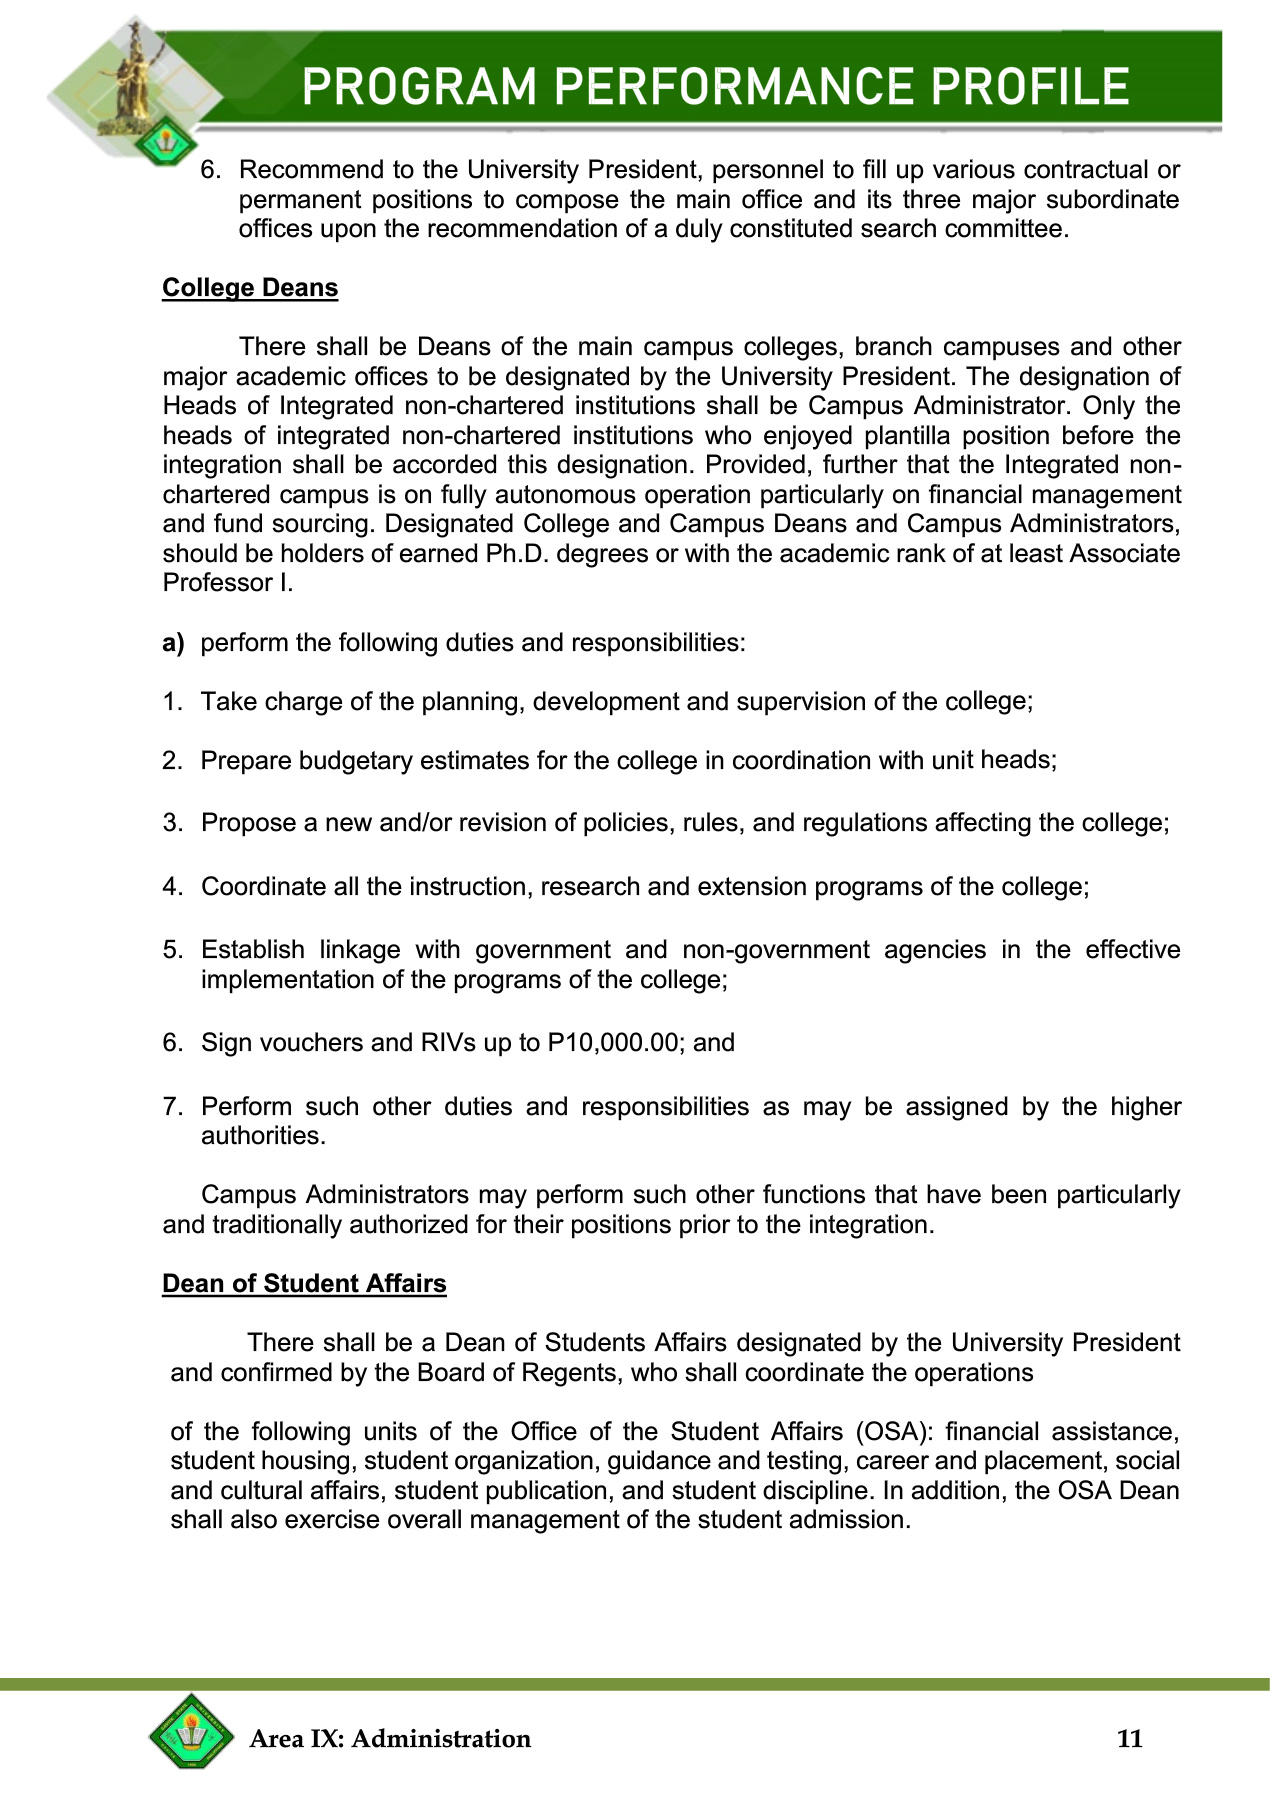 PROGRAM PERFORMANCE PROFILE
6. Recommend to the University President, personnel to fill up various contractual or
permanent positions to compose the main office and its three major subordinate
offices upon the recommendation of a duly constituted search committee.
College Deans
There shall be Deans of the main campus colleges, branch campuses and other
major academic offices to be designated by the University President. The designation of
Heads of Integrated non-chartered institutions shall be Campus Administrator. Only the
heads of integrated non-chartered institutions who enjoyed plantilla position before the
integration shall be accorded this designation. Provided, further that the Integrated non-
chartered campus is on fully autonomous operation particularly on financial management
and fund sourcing. Designated College and Campus Deans and Campus Administrators,
should be holders of earned Ph.D. degrees or with the academic rank of at least Associate
Professor I.
a) perform the following duties and responsibilities:
1. Take charge of the planning, development and supervision of the college;
2. Prepare budgetary estimates for the college in coordination with unit heads;
3. Propose a new and/or revision of policies, rules, and regulations affecting the college;
4. Coordinate all the instruction, research and extension programs of the college;
5. Establish linkage with government and non-government agencies in the effective
implementation of the programs of the college;
6. Sign vouchers and RIVs up to P10,000.00; and
7. Perform such other duties and responsibilities as may be assigned by the higher
authorities.
Campus Administrators may perform such other functions that have been particularly
and traditionally authorized for their positions prior to the integration.
Dean of Student Affairs
There shall be a Dean of Students Affairs designated by the University President
and confirmed by the Board of Regents, who shall coordinate the operations
of the following units of the Office of the Student Affairs (OSA): financial assistance,
student housing, student organization, guidance and testing, career and placement, social
and cultural affairs, student publication, and student discipline. In addition, the OSA Dean
shall also exercise overall management of the student admission.
Area IX: Administration
11